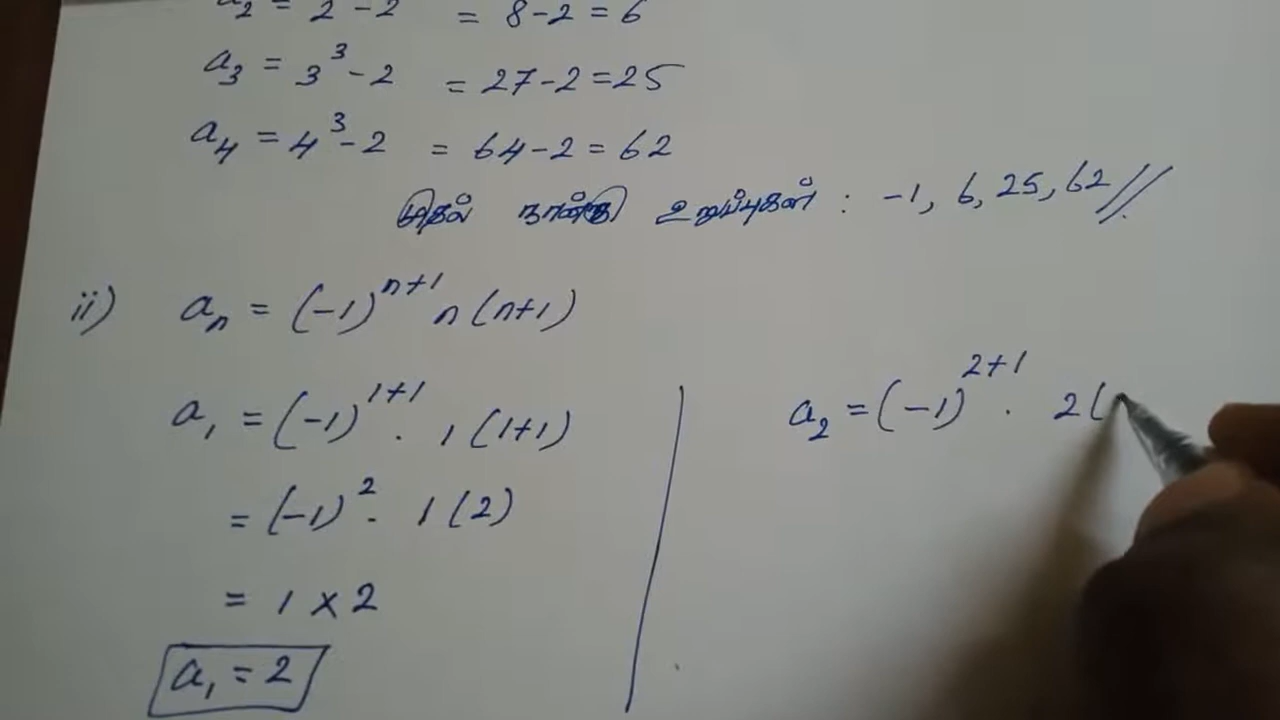 a₂ = 2 - 2 = 8 - 2 = 6
a₃ = 3³ - 2 = 27 - 2 = 25
a₄ = 4³ - 2 = 64 - 2 = 62
முதல் நான்கு உறுப்புகள் : -1, 6, 25, 62 //
ii) aₙ = (-1)ⁿ⁺¹ n (n+1)
a₁ = (-1)¹⁺¹ . 1 (1+1)
= (-1)² . 1 (2)
= 1 × 2
a₁ = 2
a₂ = (-1)²⁺¹ . 2 (